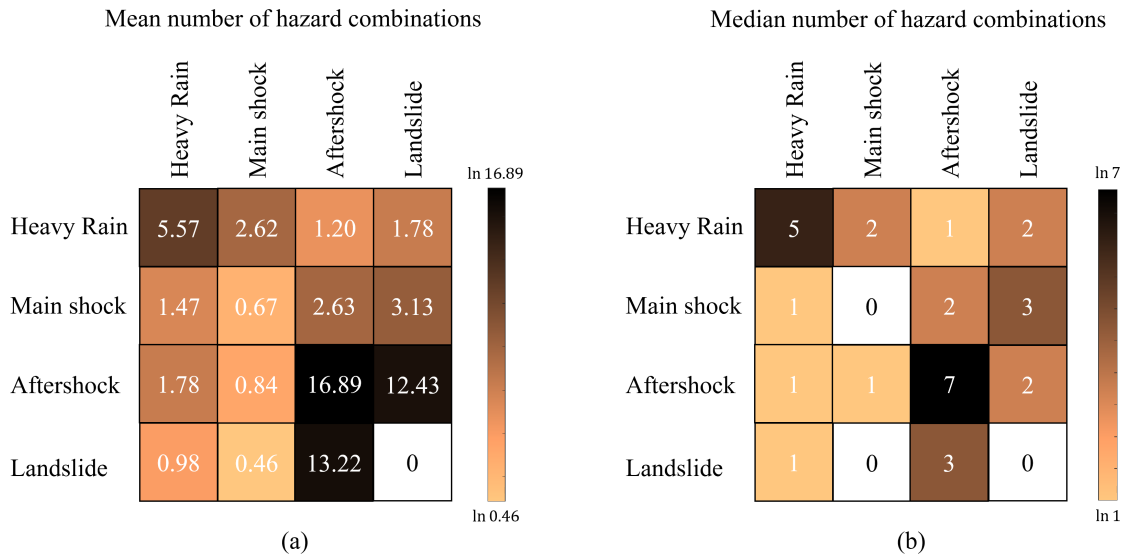 Mean number of hazard combinations
Heavy Rain
Main shock
Aftershock
Landslide
ln 16.89
Heavy Rain 5.57 2.62 1.20 1.78
Main shock 1.47 0.67 2.63 3.13
Aftershock 1.78 0.84 16.89 12.43
Landslide 0.98 0.46 13.22 0
ln 0.46
(a)
Median number of hazard combinations
Heavy Rain
Main shock
Aftershock
Landslide
ln 7
Heavy Rain 5 2 1 2
Main shock 1 0 2 3
Aftershock 1 1 7 2
Landslide 1 0 3 0
ln 1
(b)